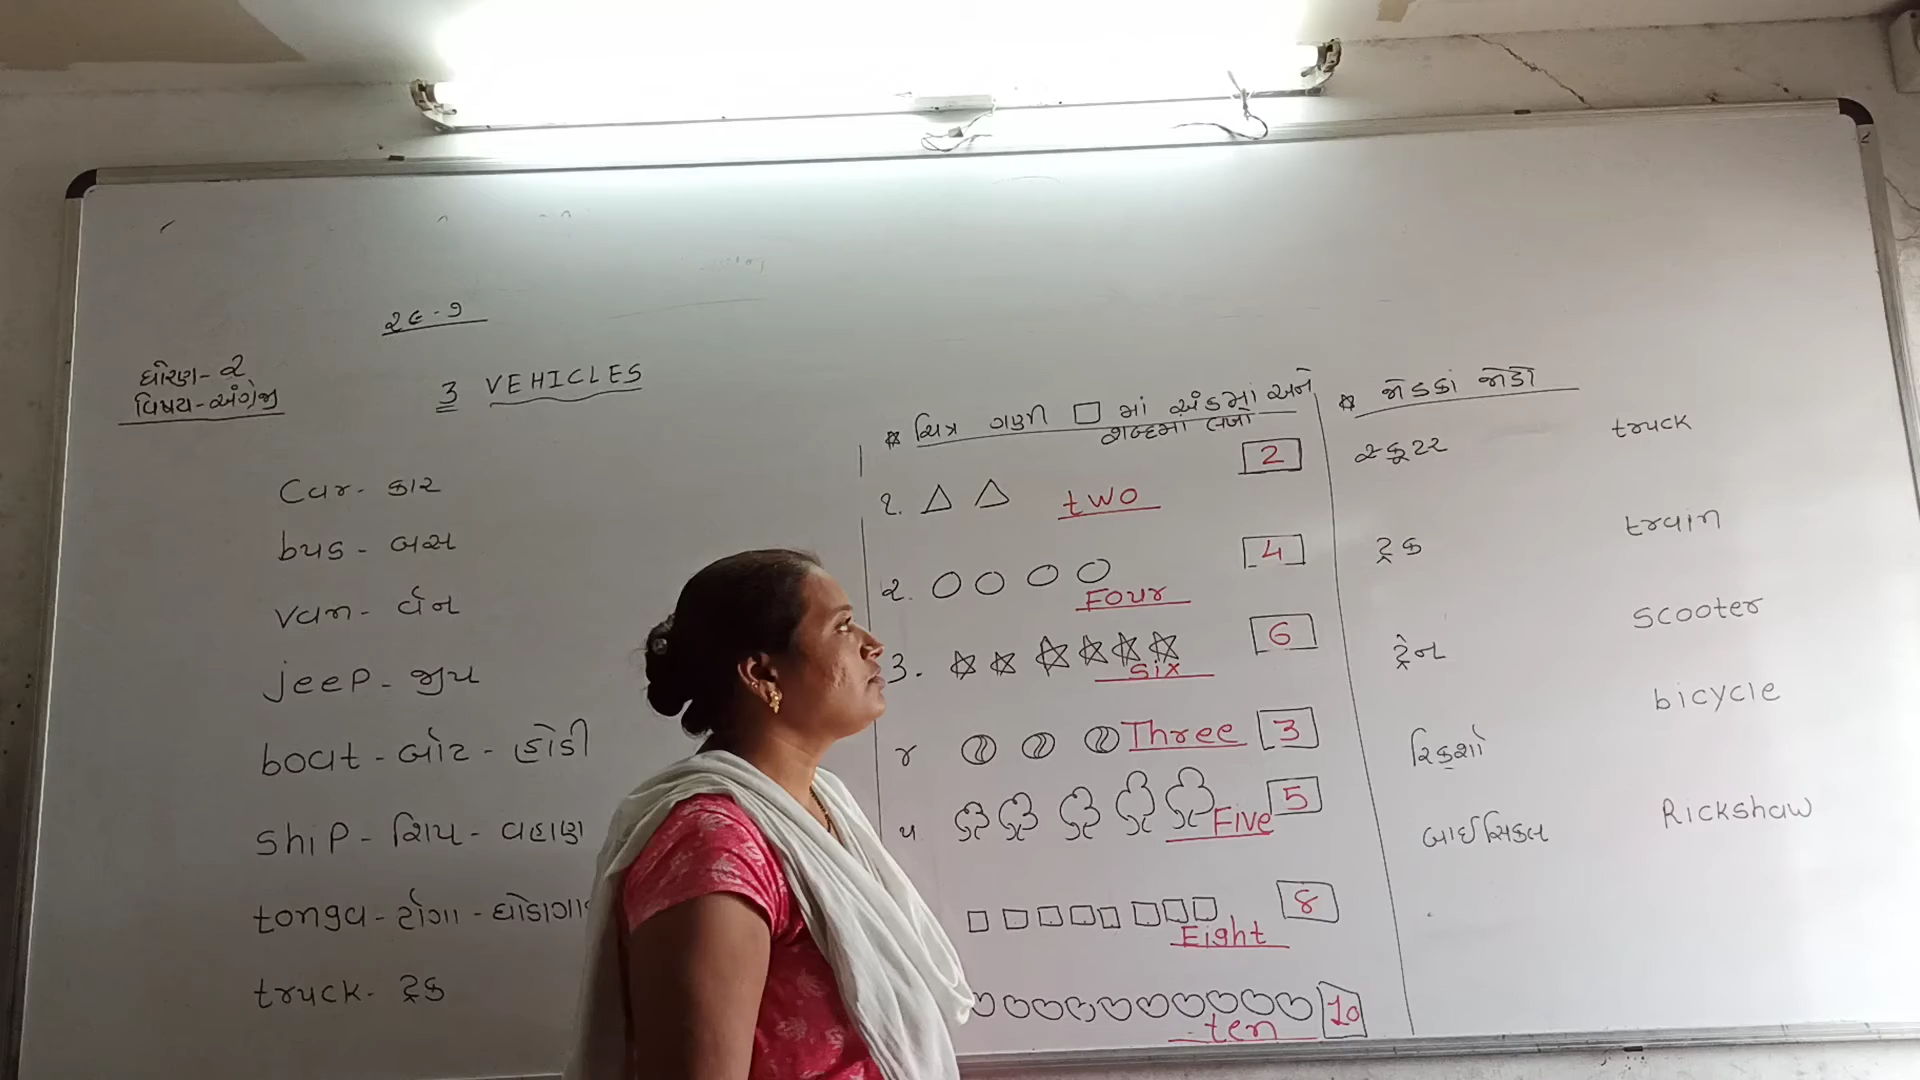 ૨૯-૭
ધોરણ-૨
વિષય-અંગ્રેજી
3 VEHICLES
Car - કાર
bus - બસ
van - વૅન
jeep - જીપ
boat - બોટ - હોડી
ship - શિપ - વહાણ
tonga - ટાંગા - ઘોડાગા
truck - ટ્રક
* ચિત્ર ગણી □ માં અંકમાં અને
શબ્દમાં લખો
૧. two 2
૨. Four 4
૩. Six 6
૪ Three 3
૫ Five 5
Eight 8
ten 10
* જોડકાં જોડો
સ્કૂટર truck
ટ્રક train
ટ્રેન scooter
રિક્શો bicycle
બાઈસિકલ Rickshaw